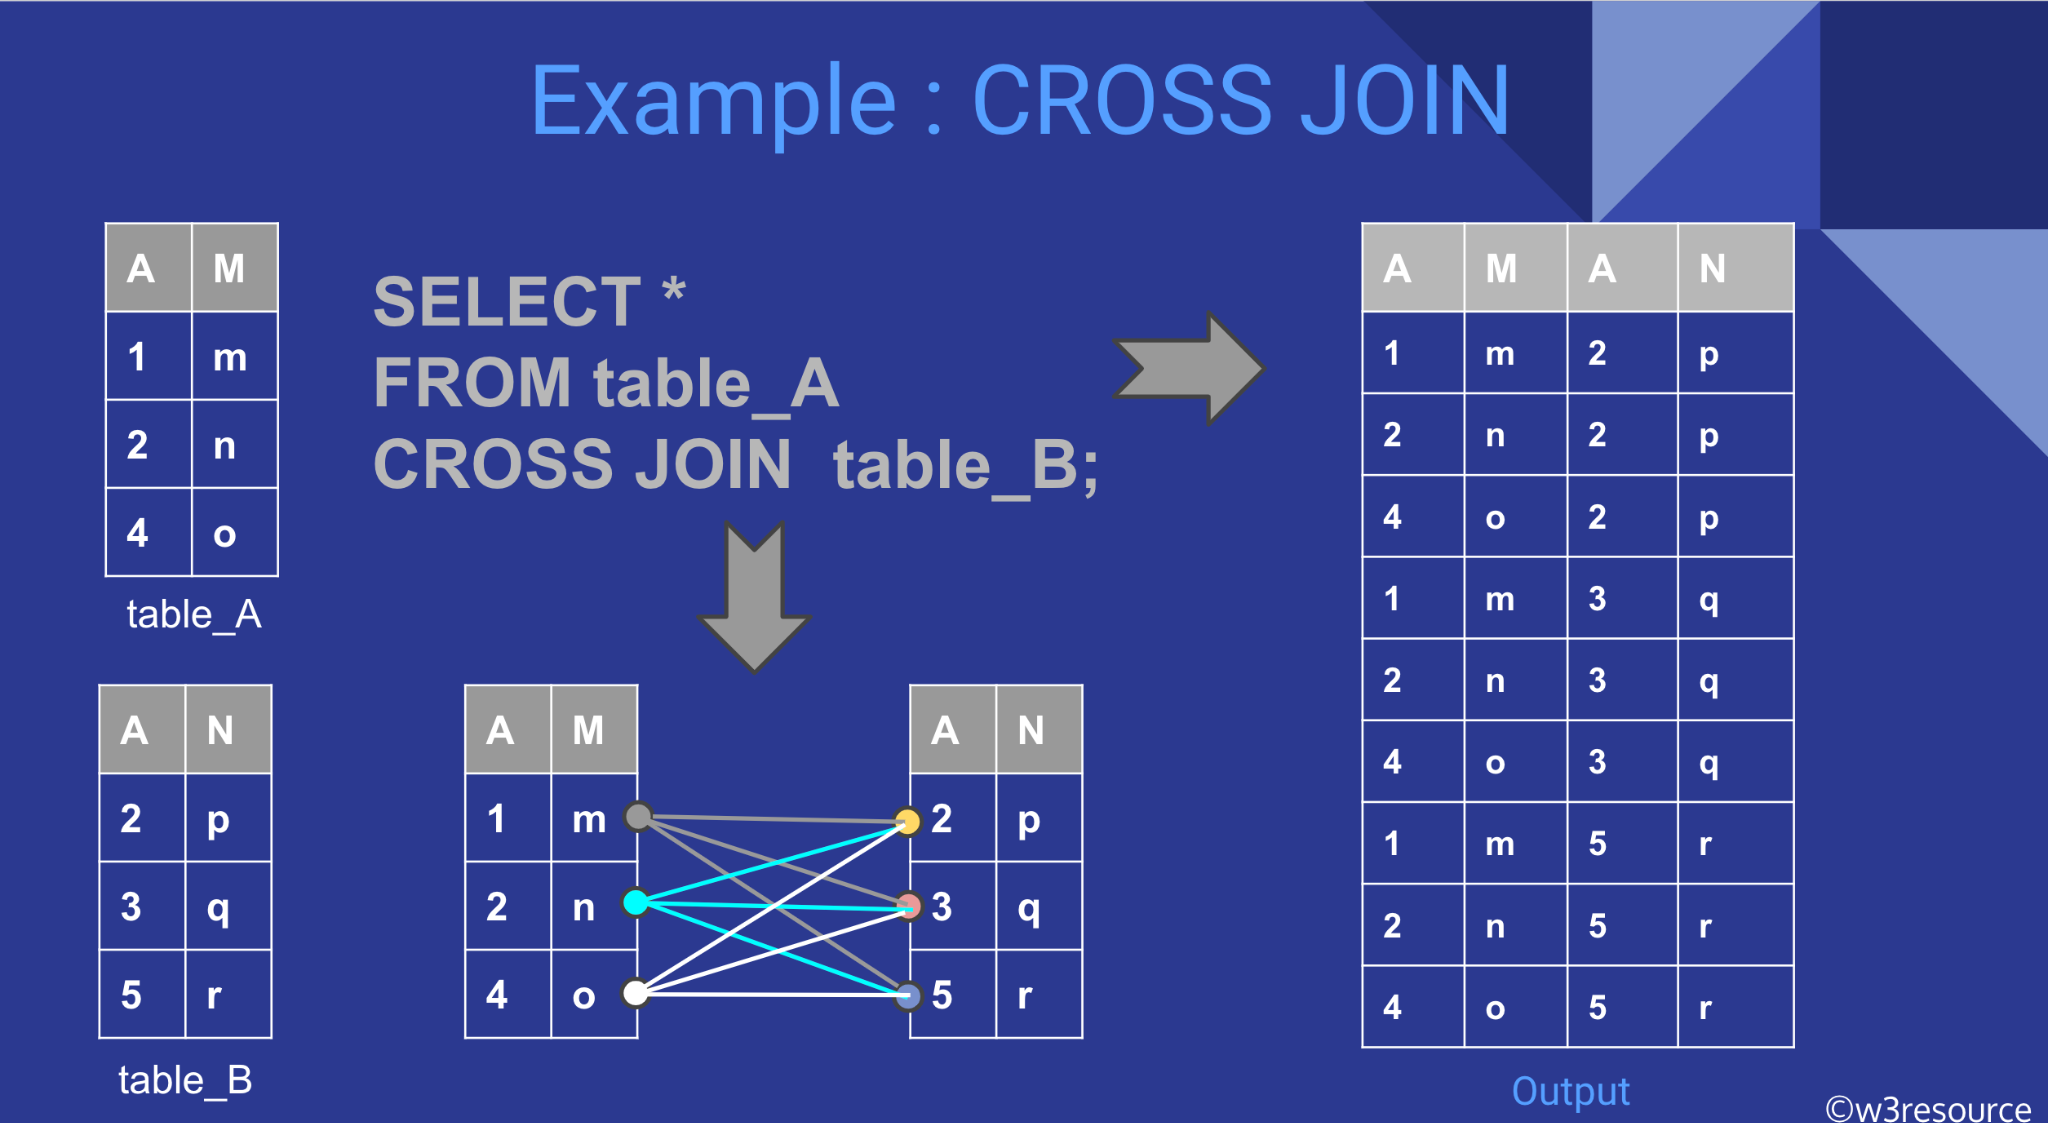 Example : CROSS JOIN
A M
1 m
2 n
4 o
table_A
SELECT *
FROM table_A
CROSS JOIN table_B;
A N
2 p
3 q
5 r
table_B
A M
1 m
2 n
4 o
A N
2 p
3 q
5 r
A M A N
1 m 2 p
2 n 2 p
4 o 2 p
1 m 3 q
2 n 3 q
4 o 3 q
1 m 5 r
2 n 5 r
4 o 5 r
Output
©w3resource